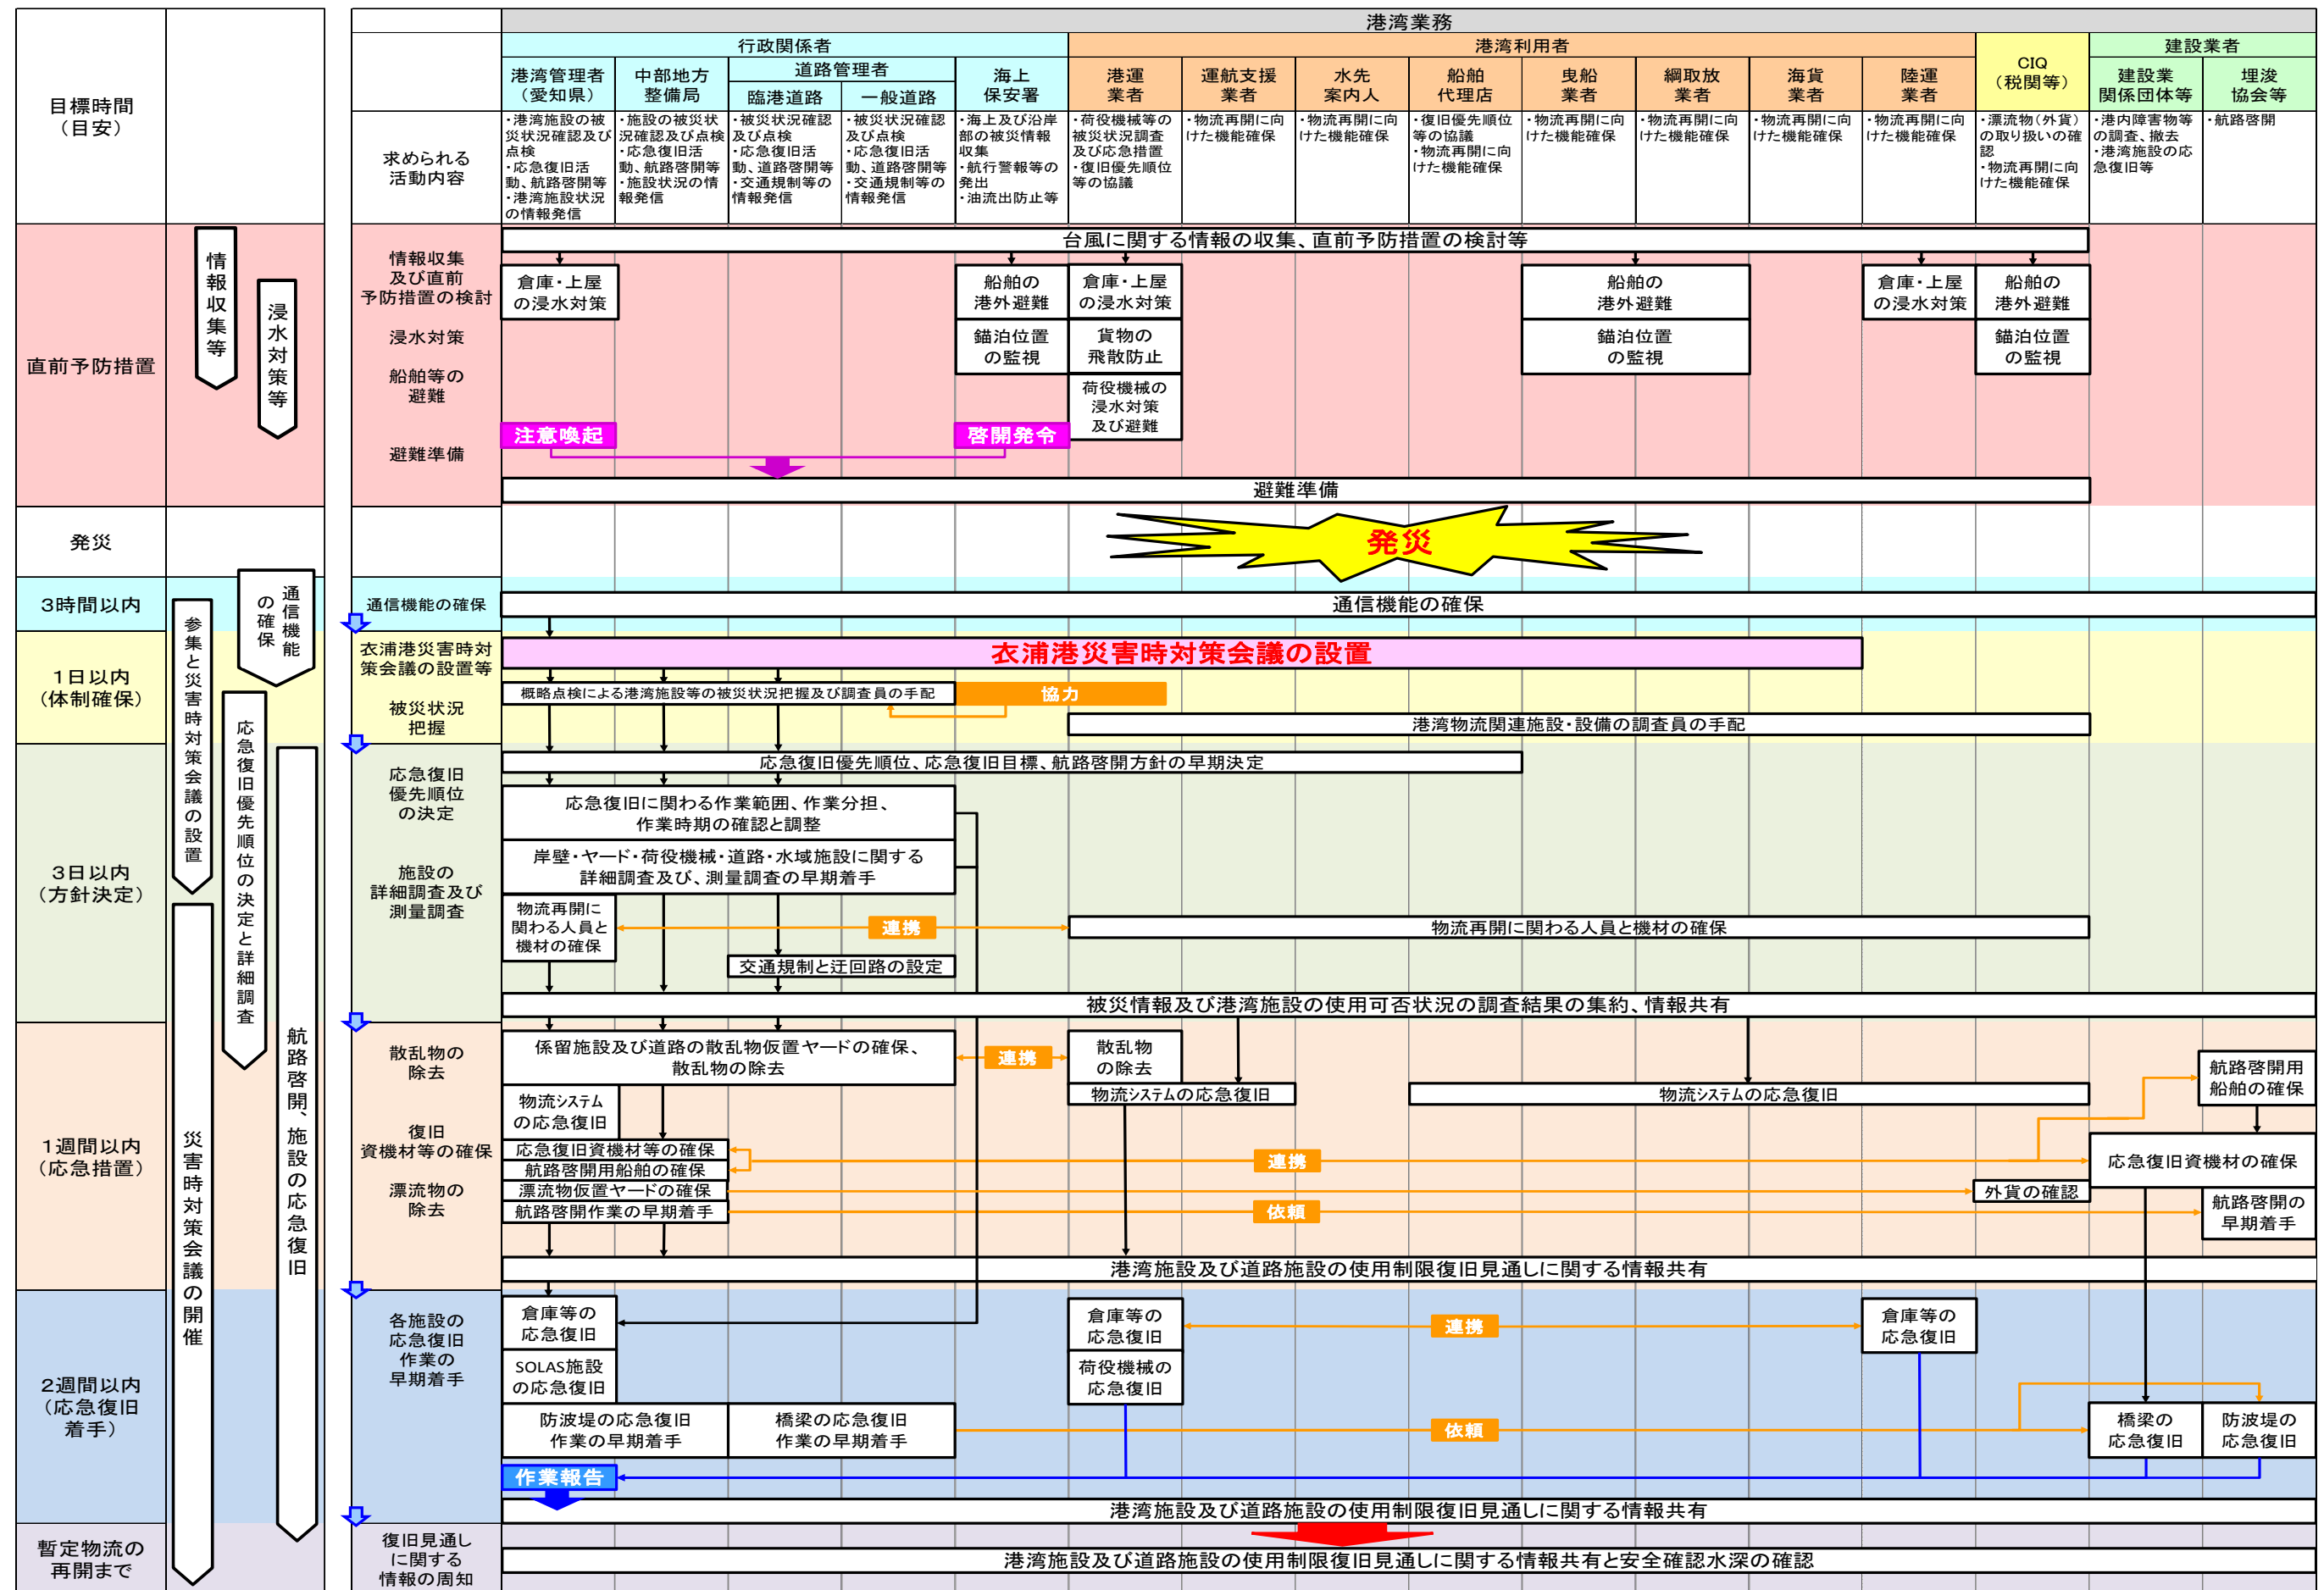 港湾業務
行政関係者
港湾利用者
建設業者
目標時間
（目安）
港湾管理者
（愛知県）
中部地方
整備局
道路管理者
臨港道路
一般道路
海上
保安署
港運
業者
運航支援
業者
水先
案内人
船舶
代理店
曳船
業者
綱取放
業者
海貨
業者
陸運
業者
CIQ
（税関等）
建設業
関係団体等
埋浚
協会等
求められる
活動内容
・港湾施設の被
災状況確認及び
点検
・応急復旧活
動、航路啓開等
・港湾施設状況
の情報発信
・施設の被災状
況確認及び点検
・応急復旧活
動、航路啓開等
・施設状況の情
報発信
・被災状況確認
及び点検
・応急復旧活
動、道路啓開等
・交通規制等の
情報発信
・被災状況確認
及び点検
・応急復旧活
動、道路啓開等
・交通規制等の
情報発信
・海上及び沿岸
部の被災情報
収集
・航行警報等の
発出
・油流出防止等
・荷役機械等の
被災状況調査
及び応急措置
・復旧優先順位
等の協議
・物流再開に向
けた機能確保
・物流再開に向
けた機能確保
・復旧優先順位
等の協議
・物流再開に向
けた機能確保
・物流再開に向
けた機能確保
・物流再開に向
けた機能確保
・物流再開に向
けた機能確保
・物流再開に向
けた機能確保
・漂流物（外貨）
の取り扱いの確
認
・物流再開に向
けた機能確保
・港内障害物等
の調査、撤去
・港湾施設の応
急復旧等
・航路啓開
直前予防措置
情報収集等
浸水対策等
情報収集
及び直前
予防措置の検討
浸水対策
船舶等の
避難
避難準備
台風に関する情報の収集、直前予防措置の検討等
倉庫・上屋
の浸水対策
船舶の
港外避難
倉庫・上屋
の浸水対策
船舶の
港外避難
倉庫・上屋
の浸水対策
船舶の
港外避難
錨泊位置
の監視
貨物の
飛散防止
錨泊位置
の監視
錨泊位置
の監視
荷役機械の
浸水対策
及び避難
注意喚起
啓開発令
避難準備
発災
発災
3時間以内
通信機能
の確保
参集と災害時対策会議の設置
通信機能の確保
通信機能の確保
1日以内
（体制確保）
衣浦港災害時対
策会議の設置等
被災状況
把握
衣浦港災害時対策会議の設置
概略点検による港湾施設等の被災状況把握及び調査員の手配
協力
港湾物流関連施設・設備の調査員の手配
応急復旧優先順位の決定と詳細調査
航路啓開、施設の応急復旧
3日以内
（方針決定）
応急復旧
優先順位
の決定
施設の
詳細調査及び
測量調査
応急復旧優先順位、応急復旧目標、航路啓開方針の早期決定
応急復旧に関わる作業範囲、作業分担、
作業時期の確認と調整
岸壁・ヤード・荷役機械・道路・水域施設に関する
詳細調査及び、測量調査の早期着手
物流再開に
関わる人員と
機材の確保
連携
物流再開に関わる人員と機材の確保
交通規制と迂回路の設定
被災情報及び港湾施設の使用可否状況の調査結果の集約、情報共有
災害時対策会議の開催
1週間以内
（応急措置）
散乱物の
除去
復旧
資機材等の確保
漂流物の
除去
係留施設及び道路の散乱物仮置ヤードの確保、
散乱物の除去
連携
散乱物
の除去
航路啓開用
船舶の確保
物流システム
の応急復旧
物流システムの応急復旧
物流システムの応急復旧
応急復旧資機材等の確保
航路啓開用船舶の確保
連携
応急復旧資機材の確保
漂流物仮置ヤードの確保
外貨の確認
航路啓開作業の早期着手
依頼
航路啓開の
早期着手
港湾施設及び道路施設の使用制限復旧見通しに関する情報共有
2週間以内
（応急復旧
着手）
各施設の
応急復旧
作業の
早期着手
倉庫等の
応急復旧
倉庫等の
応急復旧
連携
倉庫等の
応急復旧
SOLAS施設
の応急復旧
荷役機械の
応急復旧
防波堤の応急復旧
作業の早期着手
橋梁の応急復旧
作業の早期着手
依頼
橋梁の
応急復旧
防波堤の
応急復旧
作業報告
港湾施設及び道路施設の使用制限復旧見通しに関する情報共有
暫定物流の
再開まで
復旧見通し
に関する
情報の周知
港湾施設及び道路施設の使用制限復旧見通しに関する情報共有と安全確認水深の確認